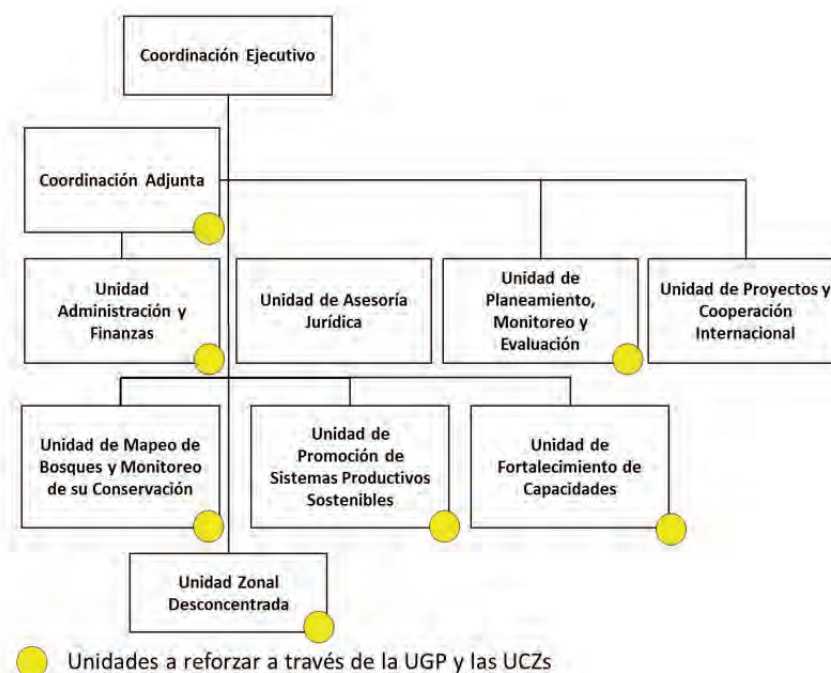 Coordinación Ejecutivo
Coordinación Adjunta
Unidad
Administración y
Finanzas
Unidad de Asesoría
Jurídica
Unidad de
Planeamiento,
Monitoreo y
Evaluación
Unidad de Proyectos y
Cooperación
Internacional
Unidad de Mapeo de
Bosques y Monitoreo
de su Conservación
Unidad de
Promoción de
Sistemas Productivos
Sostenibles
Unidad de
Fortalecimiento de
Capacidades
Unidad Zonal
Desconcentrada
Unidades a reforzar a través de la UGP y las UCZs